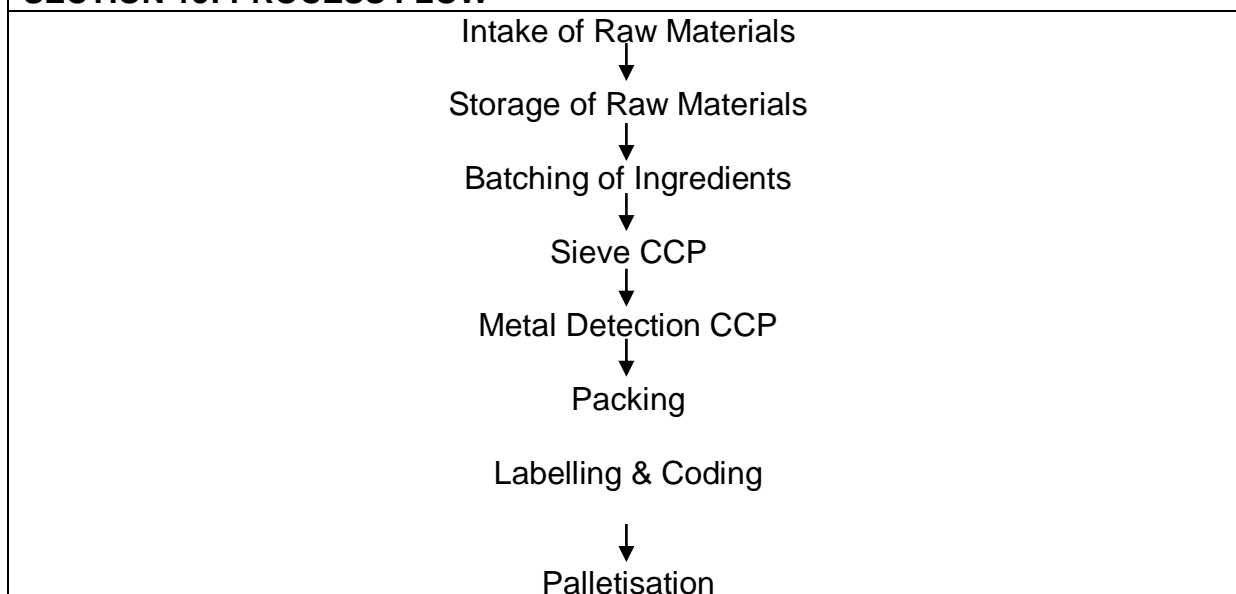 Intake of Raw Materials
Storage of Raw Materials
Batching of Ingredients
Sieve CCP
Metal Detection CCP
Packing
Labelling & Coding
Palletisation